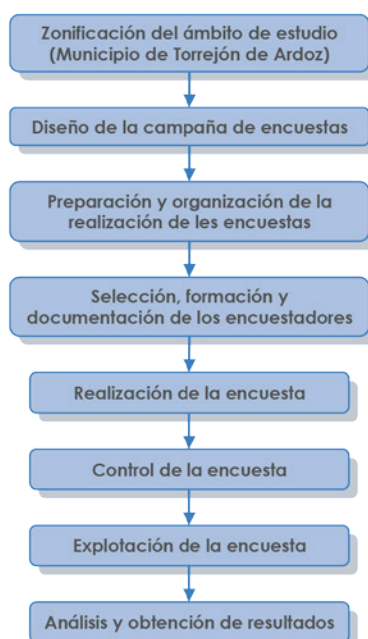 Zonificación del ámbito de estudio
(Municipio de Torrejón de Ardoz)
Diseño de la campaña de encuestas
Preparación y organización de la
realización de les encuestas
Selección, formación y
documentación de los encuestadores
Realización de la encuesta
Control de la encuesta
Explotación de la encuesta
Análisis y obtención de resultados